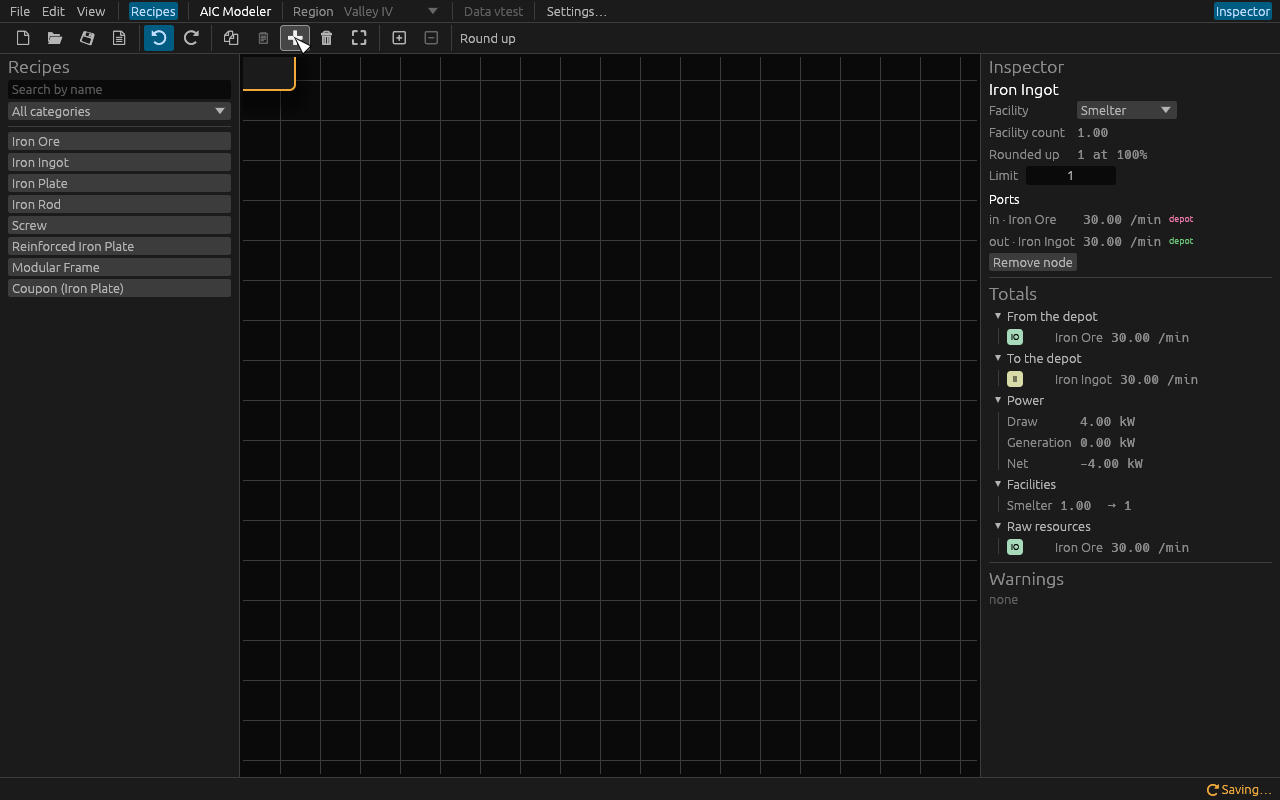 File Edit View Recipes AIC Modeler Region Valley IV Data vtest Settings... Inspector
Round up
Recipes
Search by name
All categories
Iron Ore
Iron Ingot
Iron Plate
Iron Rod
Screw
Reinforced Iron Plate
Modular Frame
Coupon (Iron Plate)
Inspector
Iron Ingot
Facility Smelter
Facility count 1.00
Rounded up 1 at 100%
Limit 1
Ports
in · Iron Ore 30.00 /min depot
out · Iron Ingot 30.00 /min depot
Remove node
Totals
From the depot
IO Iron Ore 30.00 /min
To the depot
II Iron Ingot 30.00 /min
Power
Draw 4.00 kW
Generation 0.00 kW
Net −4.00 kW
Facilities
Smelter 1.00 → 1
Raw resources
IO Iron Ore 30.00 /min
Warnings
none
Saving...